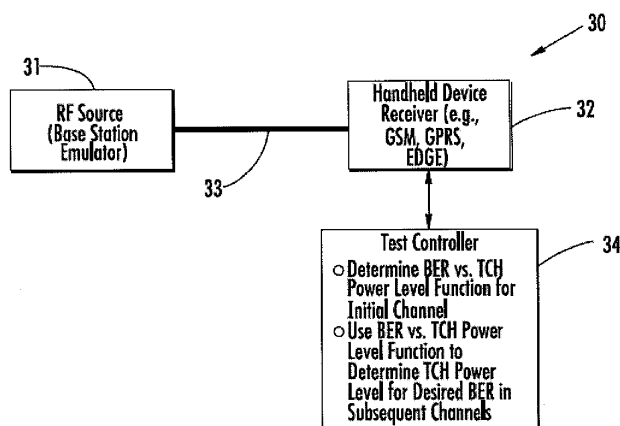 30
31
RF Source
(Base Station
Emulator)
33
Handheld Device
Receiver (e.g.,
GSM, GPRS,
EDGE)
32
Test Controller
○ Determine BER vs. TCH
Power Level Function for
Initial Channel
○ Use BER vs. TCH Power
Level Function to
Determine TCH Power
Level for Desired BER in
Subsequent Channels
34